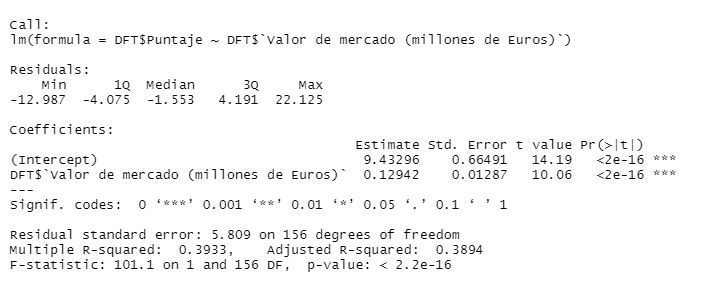 Call:
lm(formula = DFT$Puntaje ~ DFT$`Valor de mercado (millones de Euros)`)
Residuals:
Min 1Q Median 3Q Max
-12.987 -4.075 -1.553 4.191 22.125
Coefficients:
Estimate Std. Error t value Pr(>|t|)
(Intercept) 9.43296 0.66491 14.19 <2e-16 ***
DFT$`Valor de mercado (millones de Euros)` 0.12942 0.01287 10.06 <2e-16 ***
---
Signif. codes: 0 ‘***’ 0.001 ‘**’ 0.01 ‘*’ 0.05 ‘.’ 0.1 ‘ ’ 1
Residual standard error: 5.809 on 156 degrees of freedom
Multiple R-squared: 0.3933, Adjusted R-squared: 0.3894
F-statistic: 101.1 on 1 and 156 DF, p-value: < 2.2e-16